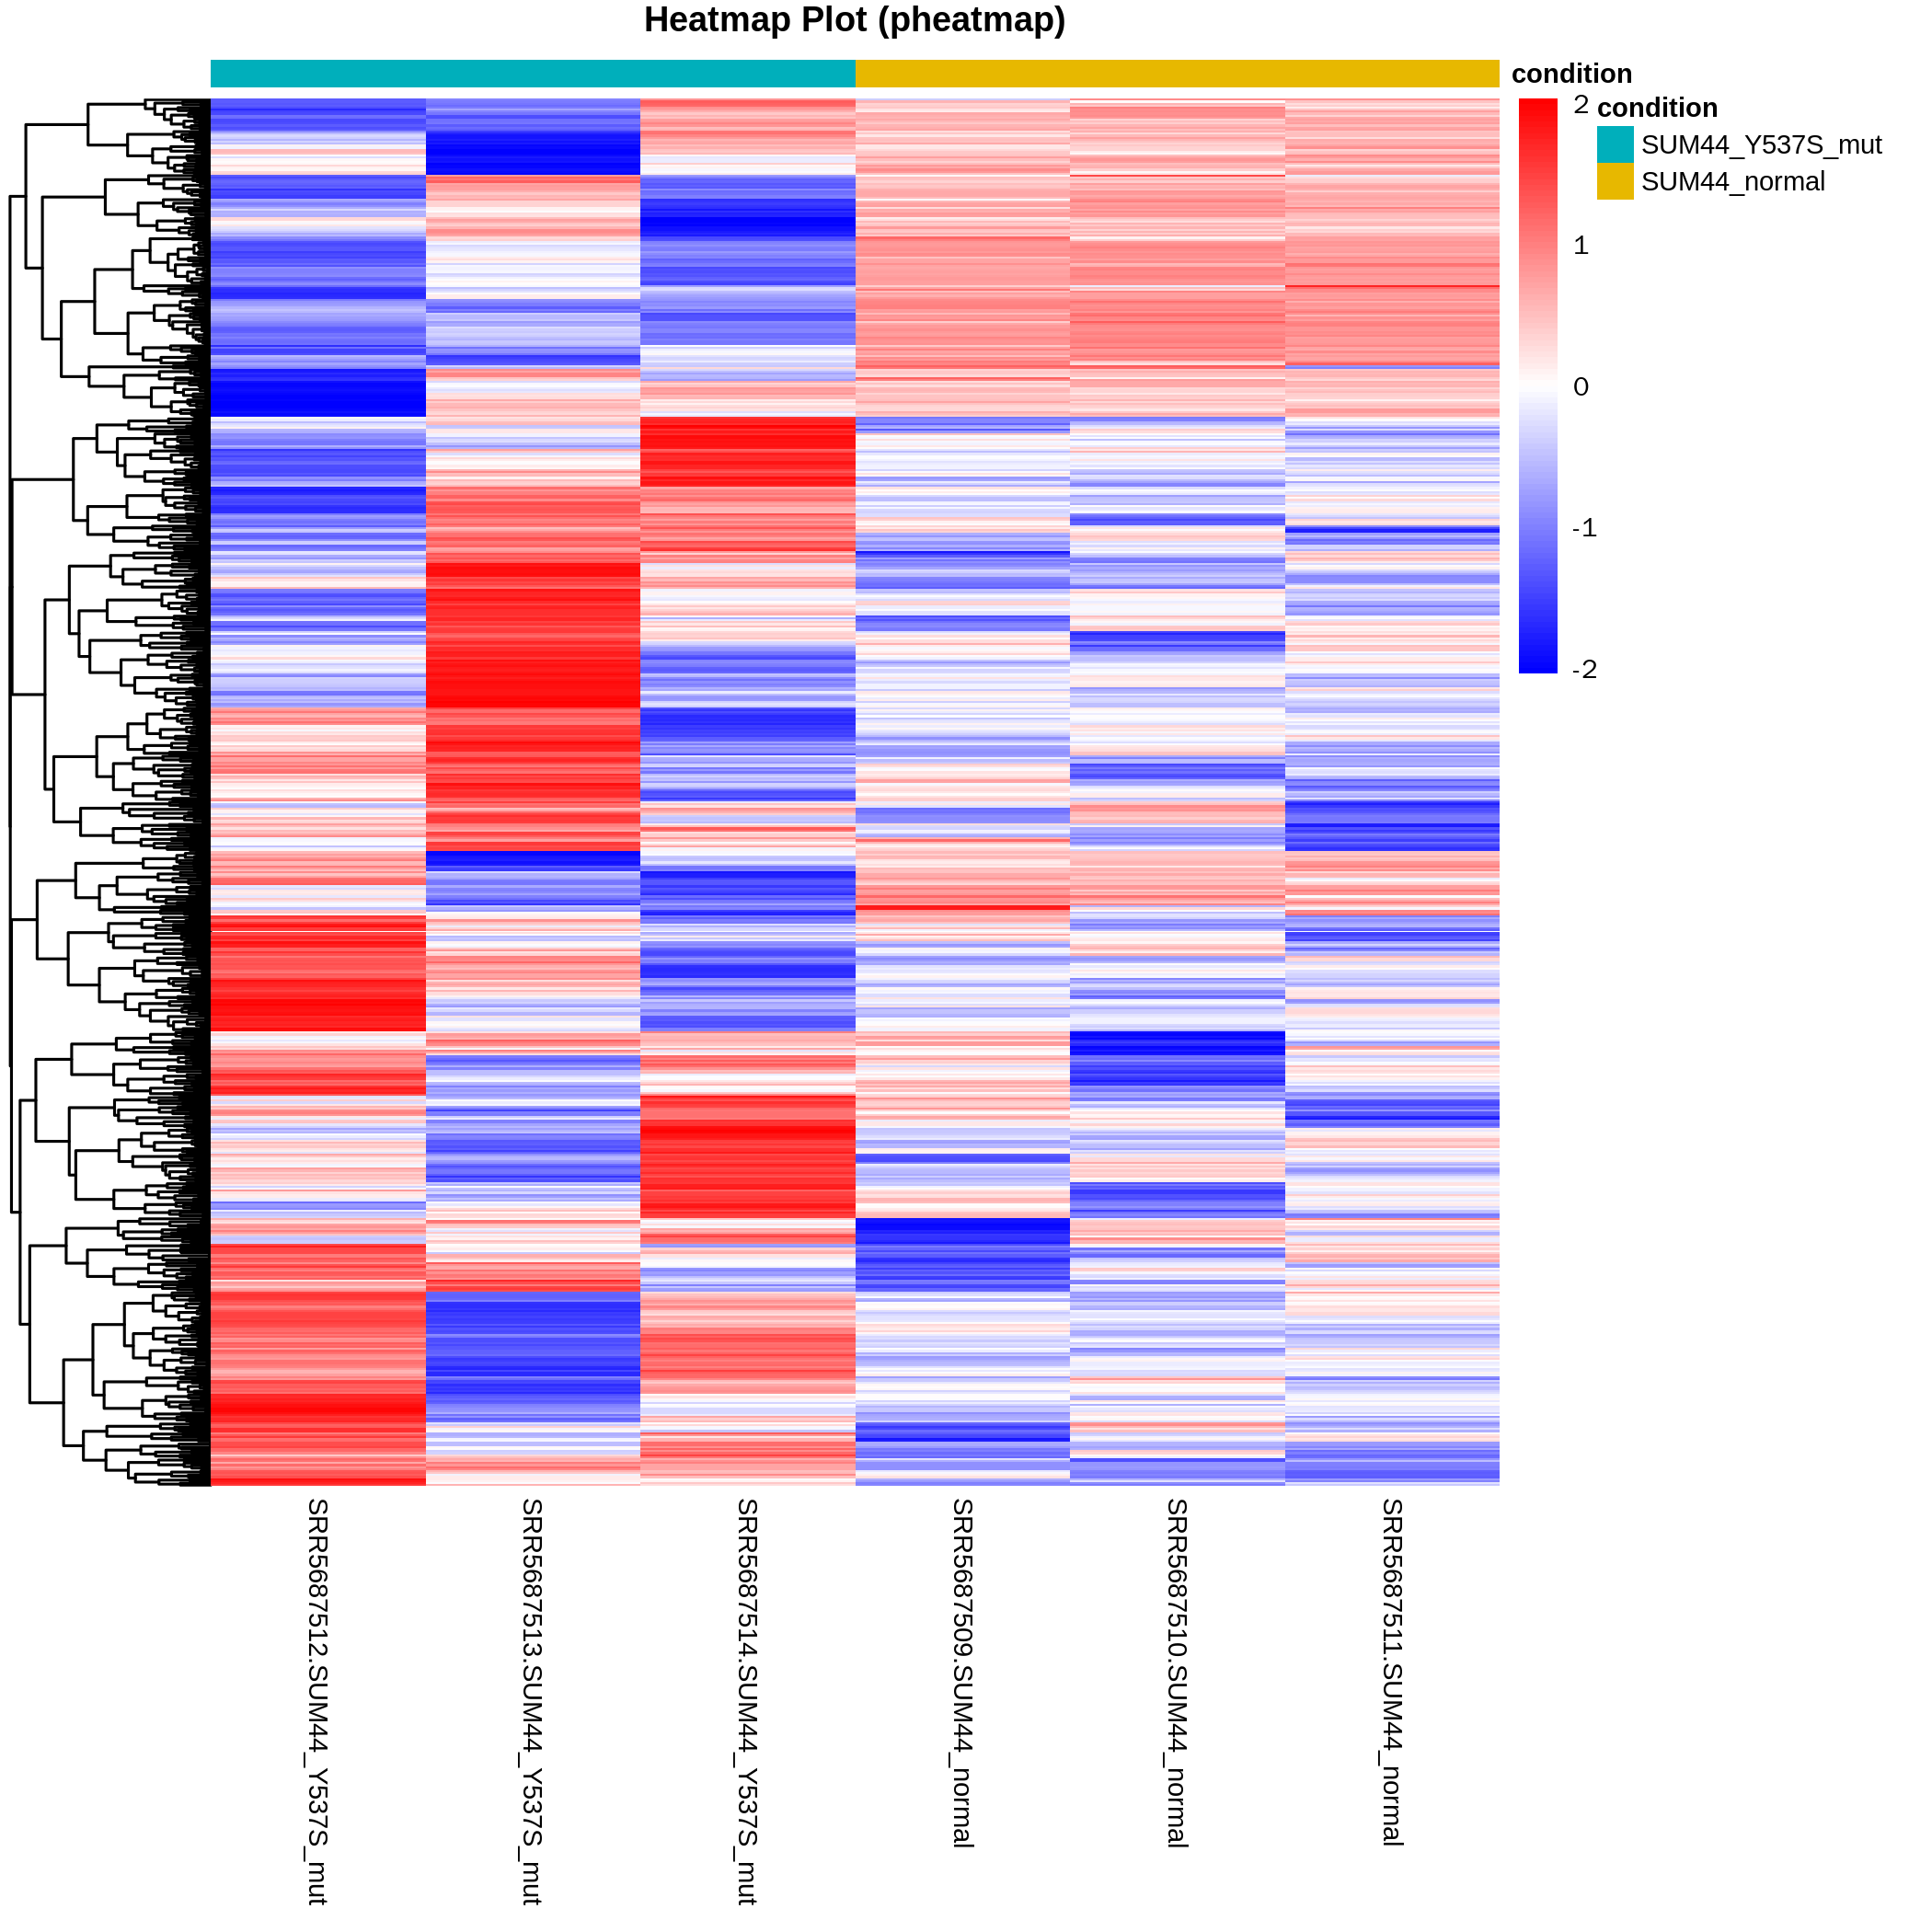 Heatmap Plot (pheatmap)
condition
2
1
0
-1
-2
condition
SUM44_Y537S_mut
SUM44_normal
SRR5687512.SUM44_Y537S_mut
SRR5687513.SUM44_Y537S_mut
SRR5687514.SUM44_Y537S_mut
SRR5687509.SUM44_normal
SRR5687510.SUM44_normal
SRR5687511.SUM44_normal